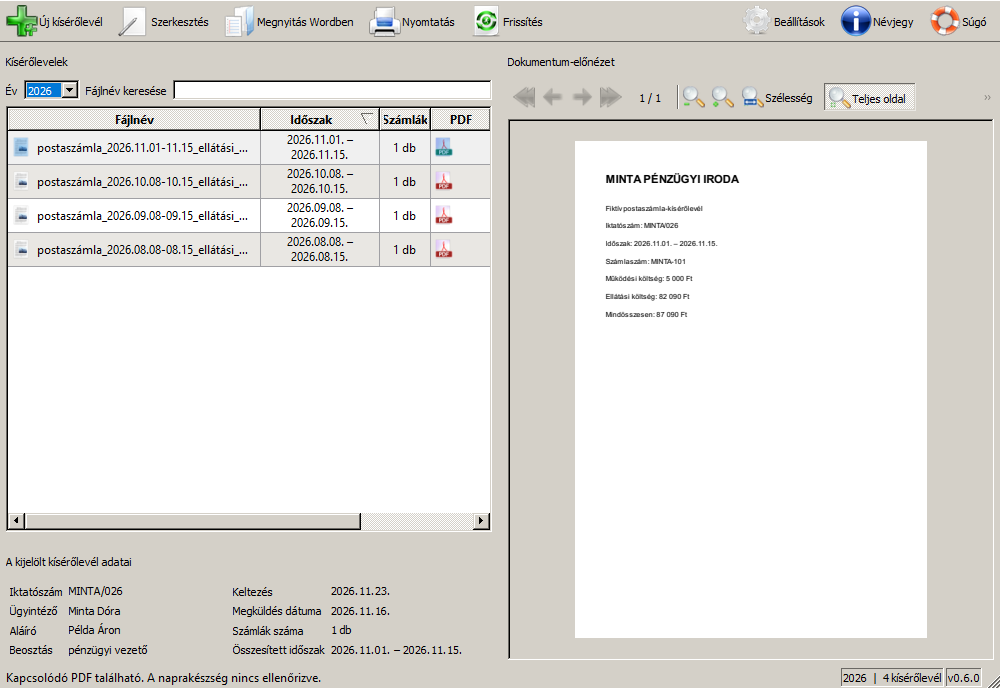 Új kísérőlevél Szerkesztés Megnyitás Wordben Nyomtatás Frissítés Beállítások Névjegy Súgó
Kísérőlevelek
Év 2026 Fájlnév keresése
Fájlnév Időszak Számlák PDF
postaszámla_2026.11.01-11.15_ellátási_... 2026.11.01. – 2026.11.15. 1 db
postaszámla_2026.10.08-10.15_ellátási_... 2026.10.08. – 2026.10.15. 1 db
postaszámla_2026.09.08-09.15_ellátási_... 2026.09.08. – 2026.09.15. 1 db
postaszámla_2026.08.08-08.15_ellátási_... 2026.08.08. – 2026.08.15. 1 db
A kijelölt kísérőlevél adatai
Iktatószám MINTA/026 Keltezés 2026.11.23.
Ügyintéző Minta Dóra Megküldés dátuma 2026.11.16.
Aláíró Példa Áron Számlák száma 1 db
Beosztás pénzügyi vezető Összesített időszak 2026.11.01. – 2026.11.15.
Dokumentum-előnézet
1 / 1 Szélesség Teljes oldal »
MINTA PÉNZÜGYI IRODA
Fiktív postaszámla-kísérőlevél
Iktatószám: MINTA/026
Időszak: 2026.11.01. – 2026.11.15.
Számlaszám: MINTA-101
Működési költség: 5 000 Ft
Ellátási költség: 82 090 Ft
Mindösszesen: 87 090 Ft
Kapcsolódó PDF található. A naprakészség nincs ellenőrizve.
2026 | 4 kísérőlevél v0.6.0